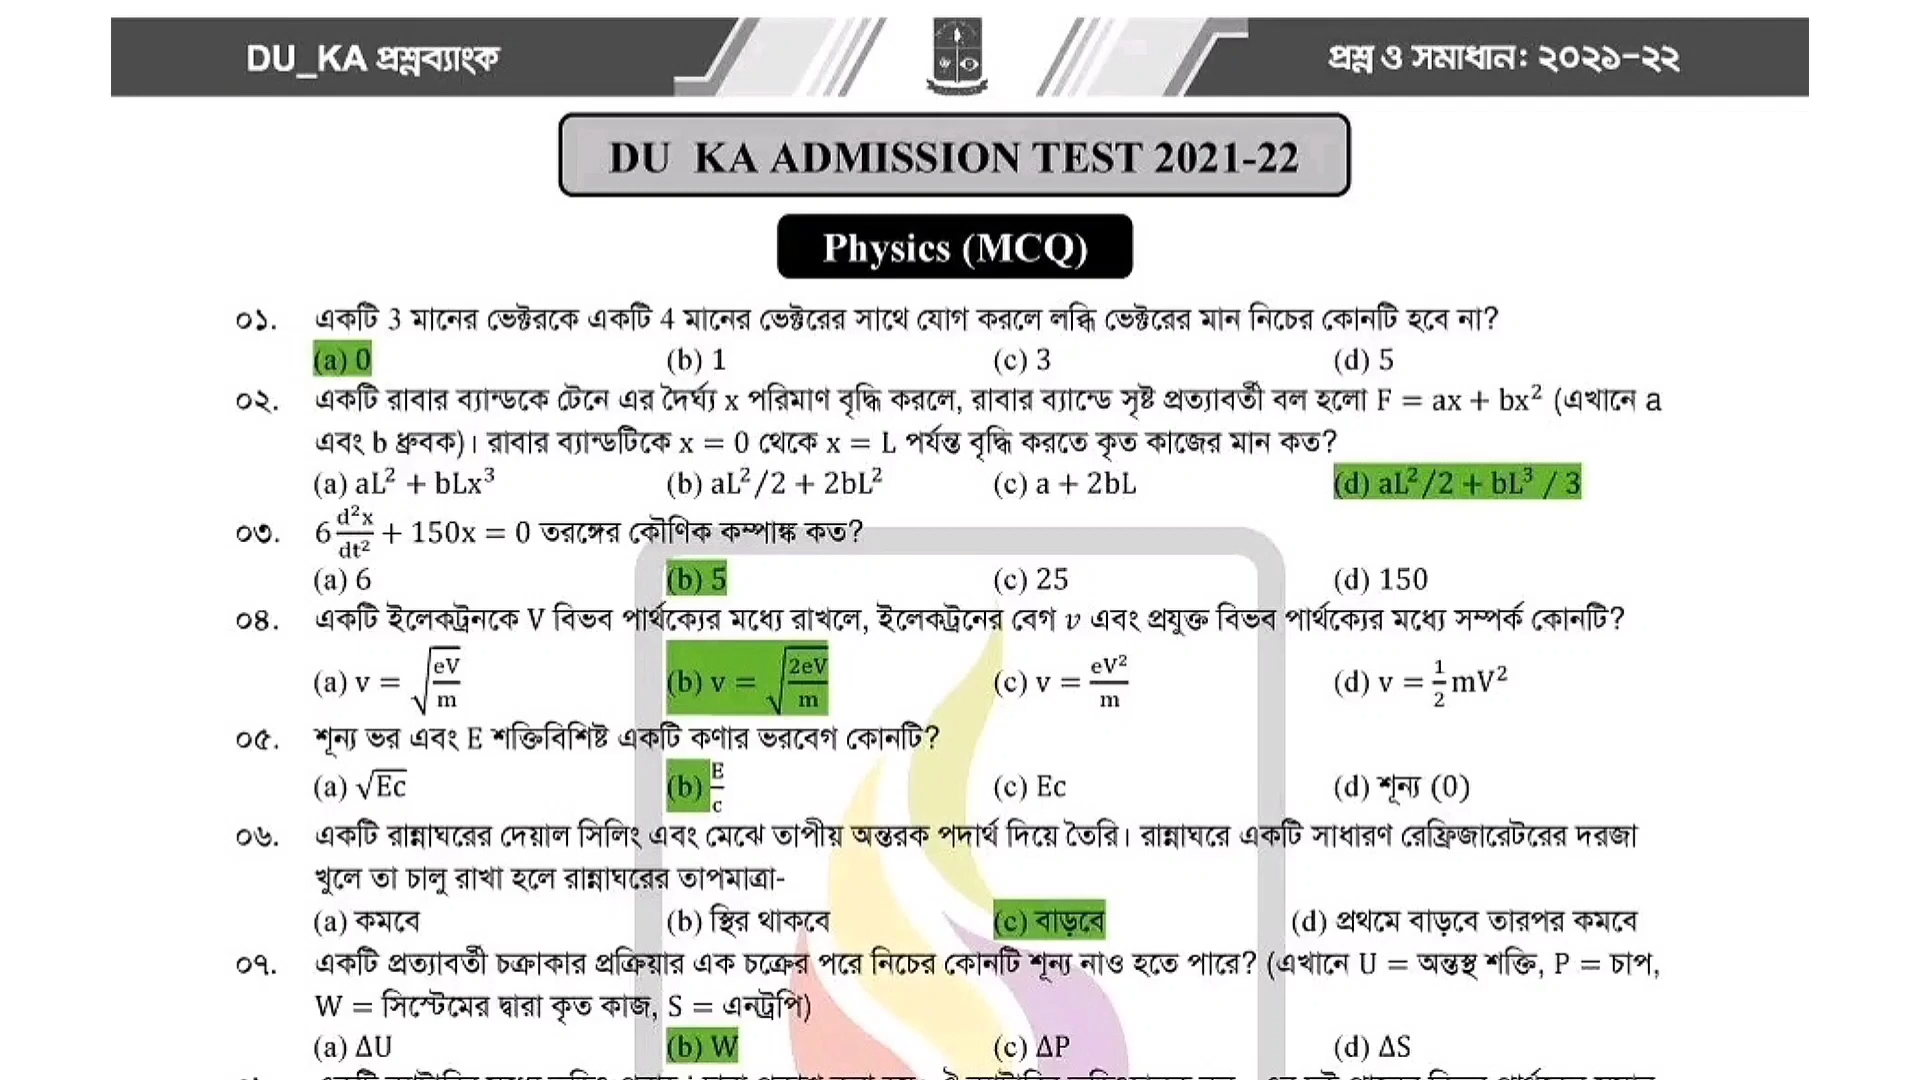 DU_KA প্রশ্নব্যাংক
প্রশ্ন ও সমাধান: ২০২১-২২
DU KA ADMISSION TEST 2021-22
Physics (MCQ)
০১. একটি 3 মানের ভেক্টরকে একটি 4 মানের ভেক্টরের সাথে যোগ করলে লব্ধি ভেক্টরের মান নিচের কোনটি হবে না?
(a) 0 (b) 1 (c) 3 (d) 5
০২. একটি রাবার ব্যান্ডকে টেনে এর দৈর্ঘ্য x পরিমাণ বৃদ্ধি করলে, রাবার ব্যান্ডে সৃষ্ট প্রত্যাবর্তী বল হলো F = ax + bx² (এখানে a
এবং b ধ্রুবক)। রাবার ব্যান্ডটিকে x = 0 থেকে x = L পর্যন্ত বৃদ্ধি করতে কৃত কাজের মান কত?
(a) aL² + bLx³ (b) aL²/2 + 2bL² (c) a + 2bL (d) aL²/2 + bL³ / 3
০৩. 6 d²x/dt² + 150x = 0 তরঙ্গের কৌণিক কম্পাঙ্ক কত?
(a) 6 (b) 5 (c) 25 (d) 150
০৪. একটি ইলেকট্রনকে V বিভব পার্থক্যের মধ্যে রাখলে, ইলেকট্রনের বেগ v এবং প্রযুক্ত বিভব পার্থক্যের মধ্যে সম্পর্ক কোনটি?
(a) v = √(eV/m) (b) v = √(2eV/m) (c) v = eV²/m (d) v = 1/2 mV²
০৫. শূন্য ভর এবং E শক্তিবিশিষ্ট একটি কণার ভরবেগ কোনটি?
(a) √Ec (b) E/c (c) Ec (d) শূন্য (0)
০৬. একটি রান্নাঘরের দেয়াল সিলিং এবং মেঝে তাপীয় অন্তরক পদার্থ দিয়ে তৈরি। রান্নাঘরে একটি সাধারণ রেফ্রিজারেটরের দরজা
খুলে তা চালু রাখা হলে রান্নাঘরের তাপমাত্রা-
(a) কমবে (b) স্থির থাকবে (c) বাড়বে (d) প্রথমে বাড়বে তারপর কমবে
০৭. একটি প্রত্যাবর্তী চক্রাকার প্রক্রিয়ার এক চক্রের পরে নিচের কোনটি শূন্য নাও হতে পারে? (এখানে U = অন্তস্থ শক্তি, P = চাপ,
W = সিস্টেমের দ্বারা কৃত কাজ, S = এনট্রপি)
(a) ΔU (b) W (c) ΔP (d) ΔS